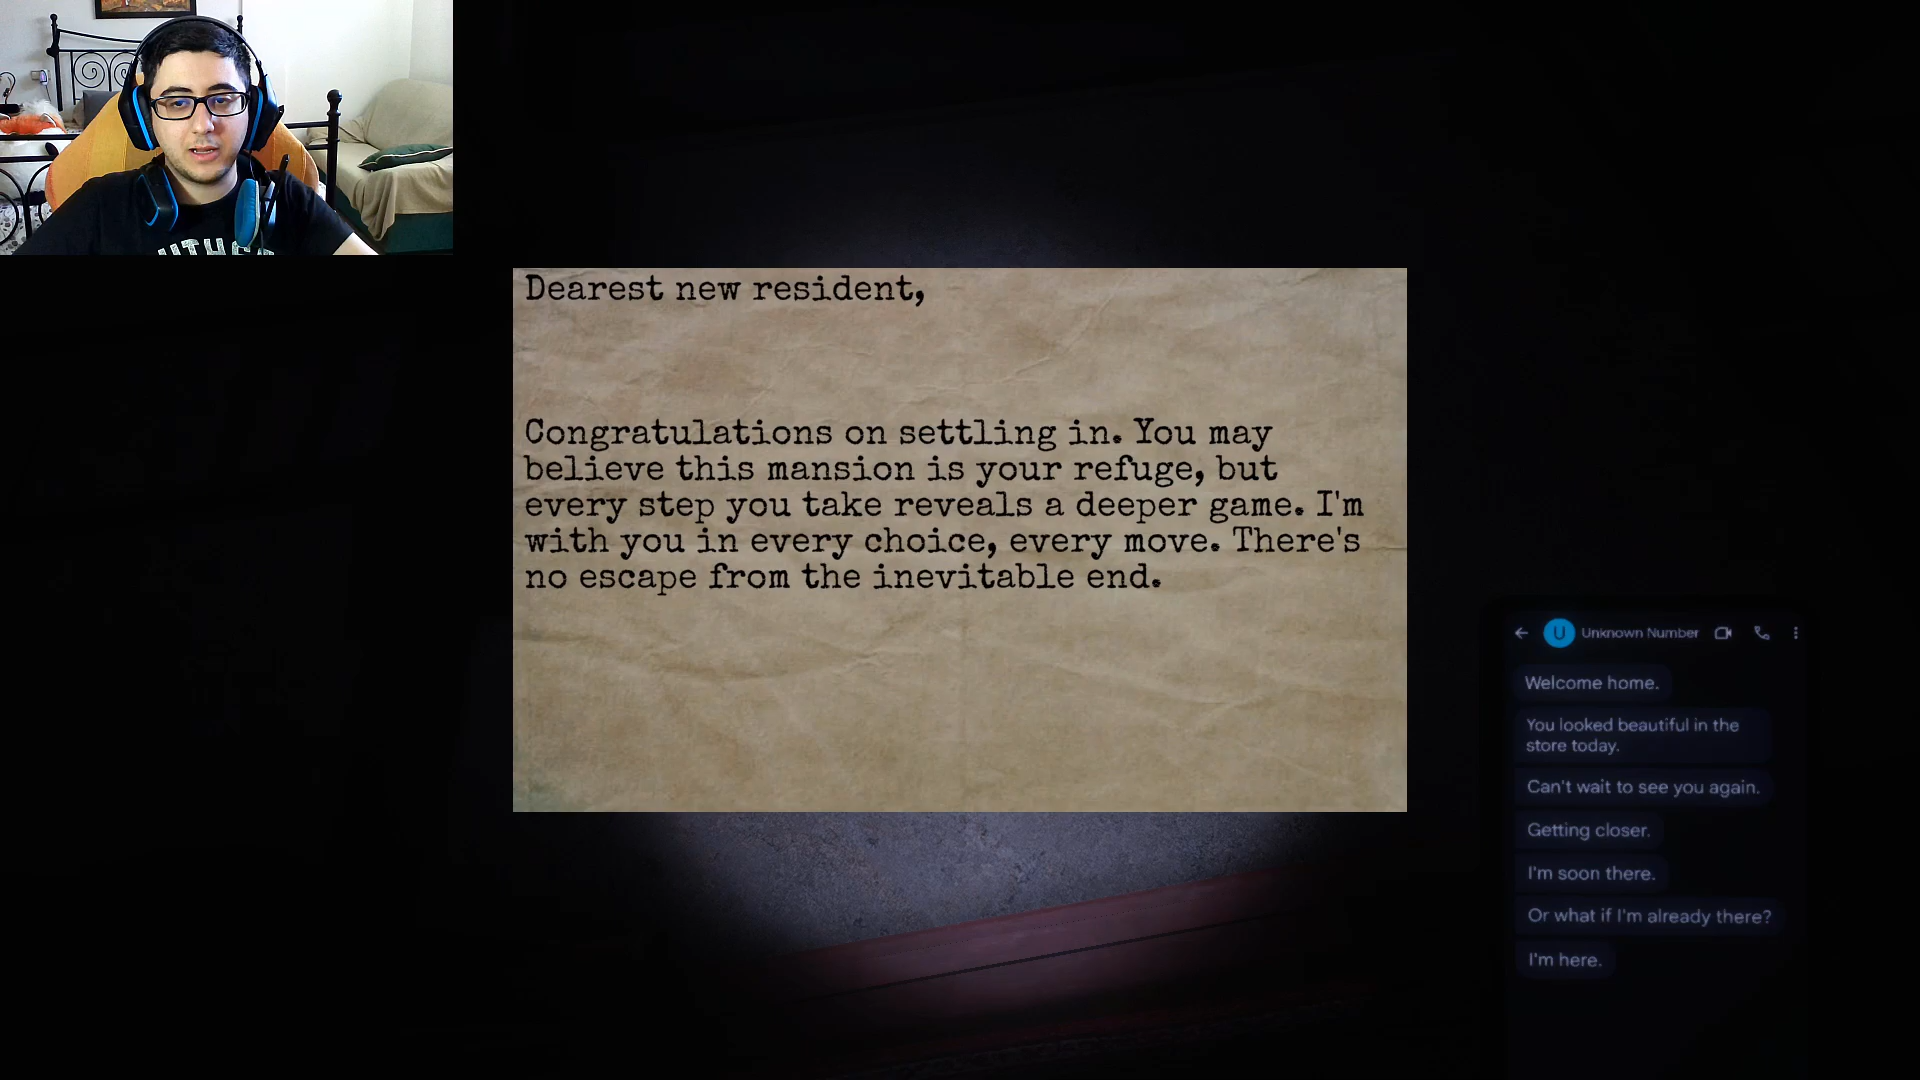 Dearest new resident,
Congratulations on settling in. You may
believe this mansion is your refuge, but
every step you take reveals a deeper game. I'm
with you in every choice, every move. There's
no escape from the inevitable end.
U Unknown Number
Welcome home.
You looked beautiful in the
store today.
Can't wait to see you again.
Getting closer.
I'm soon there.
Or what if I'm already there?
I'm here.